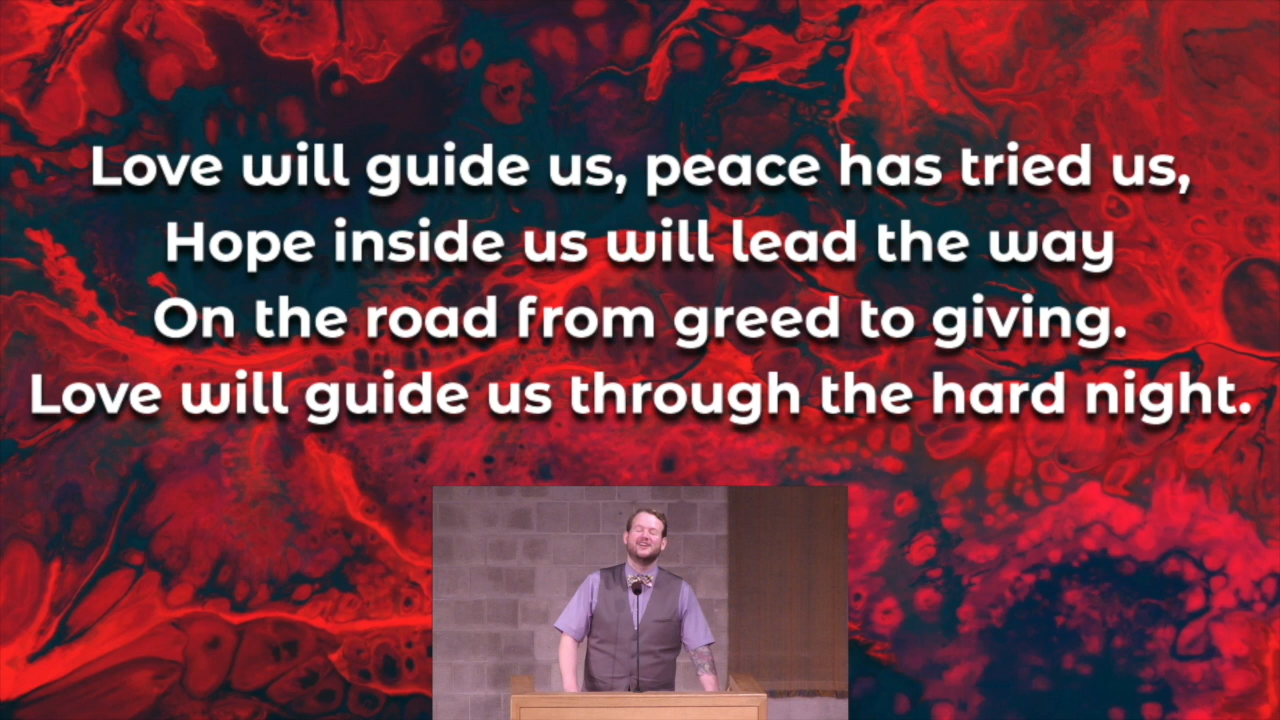 Love will guide us, peace has tried us,
Hope inside us will lead the way
On the road from greed to giving.
Love will guide us through the hard night.